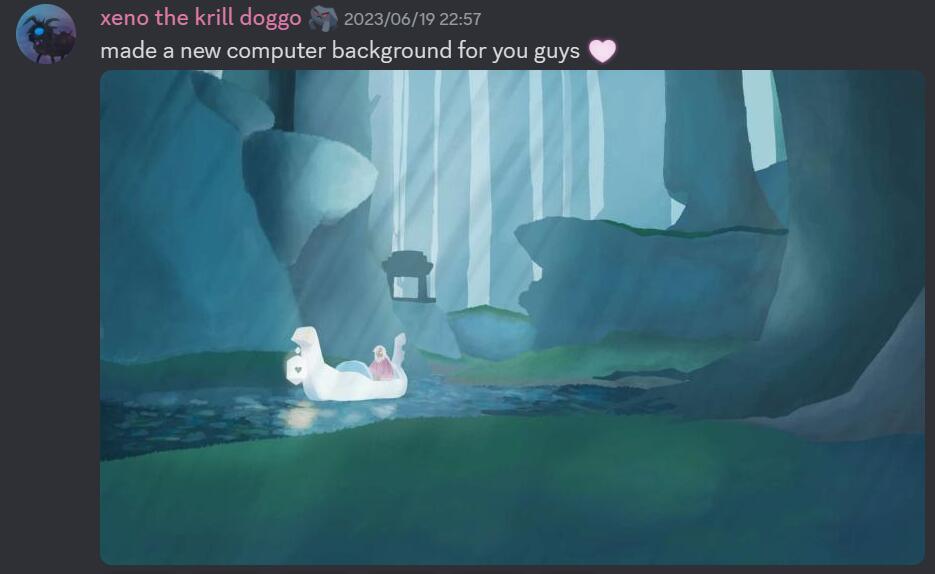 xeno the krill doggo 2023/06/19 22:57
made a new computer background for you guys 🩷